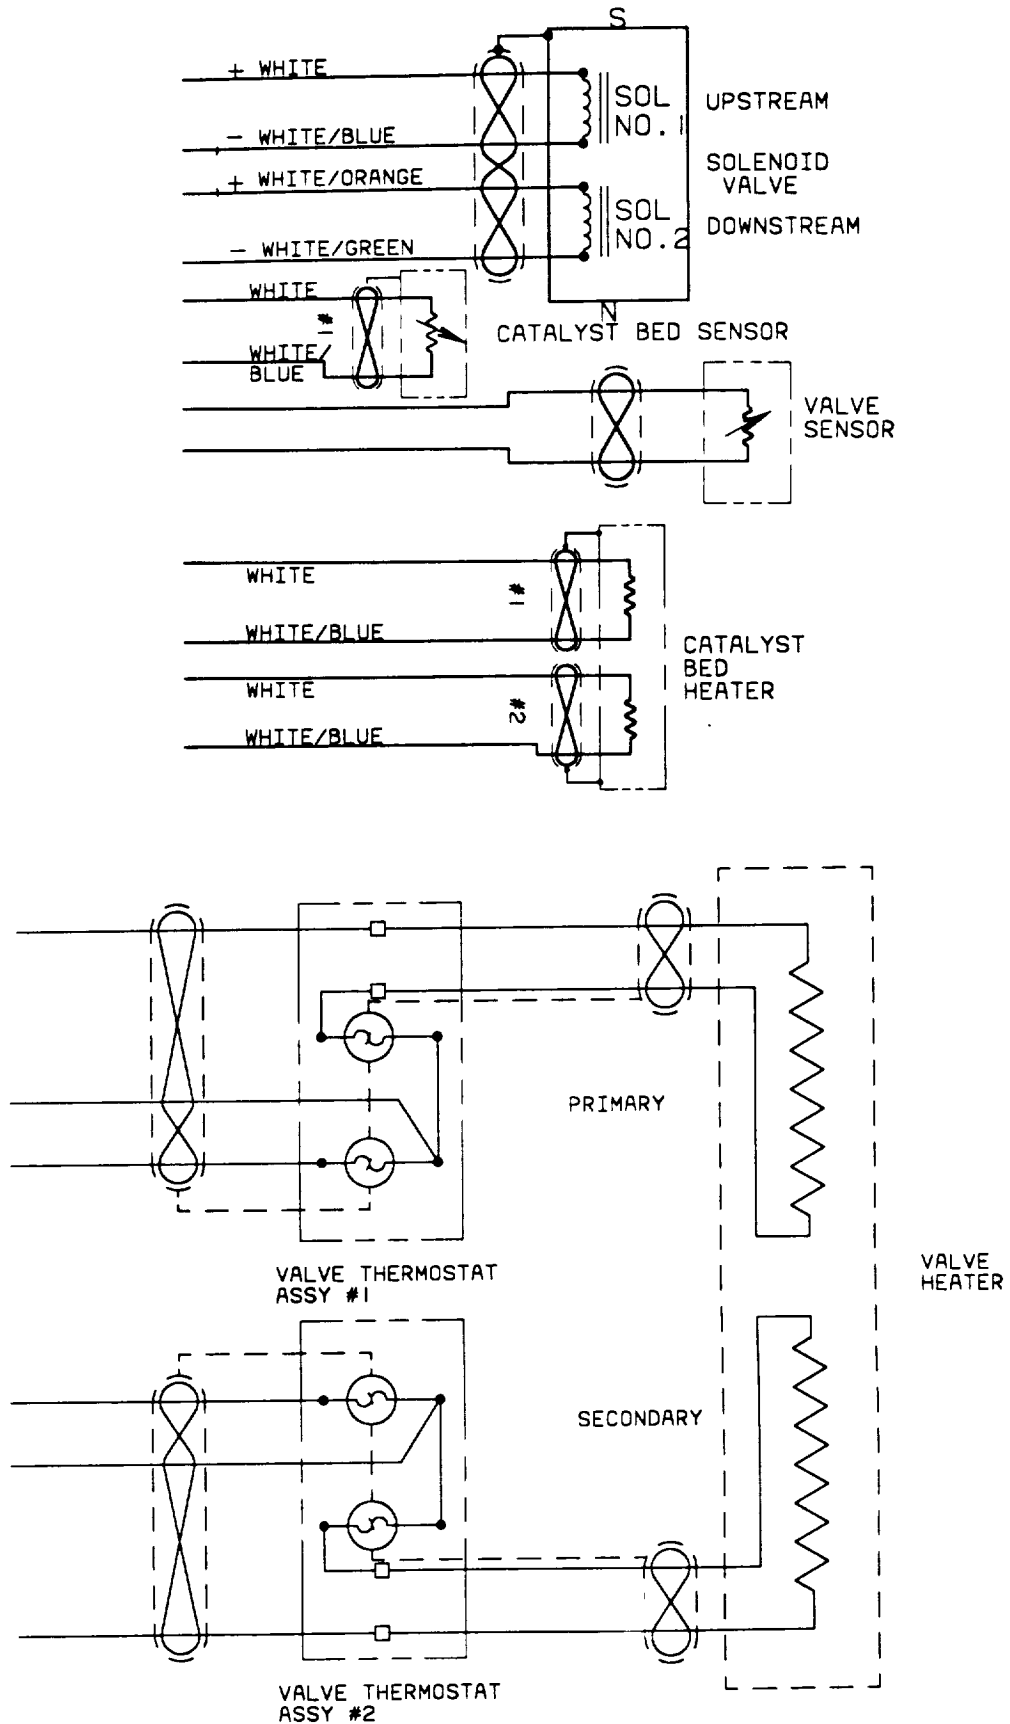 S
+ WHITE
SOL NO. 1
UPSTREAM
- WHITE/BLUE
SOLENOID
VALVE
+ WHITE/ORANGE
SOL NO.2
DOWNSTREAM
- WHITE/GREEN
N
WHITE
#1
WHITE/
BLUE
CATALYST BED SENSOR
VALVE
SENSOR
WHITE
#1
WHITE/BLUE
CATALYST
BED
HEATER
WHITE
#2
WHITE/BLUE
PRIMARY
VALVE THERMOSTAT
ASSY #1
VALVE
HEATER
SECONDARY
VALVE THERMOSTAT
ASSY #2